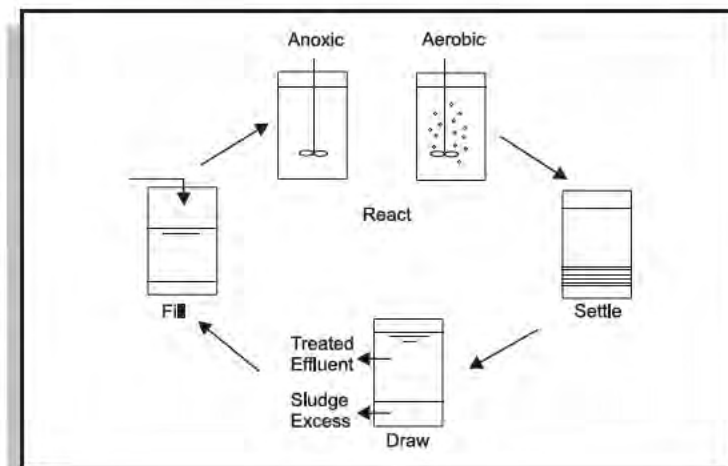 Anoxic
Aerobic
React
Fill
Settle
Treated
Effluent
Sludge
Excess
Draw